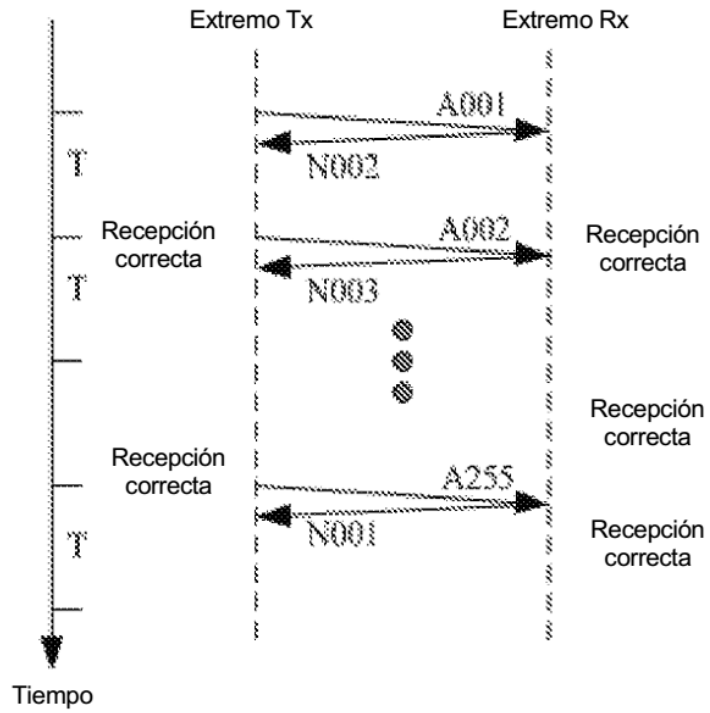 Extremo Tx
Extremo Rx
A001
T
N002
Recepción
correcta
A002
Recepción
correcta
T
N003
Recepción
correcta
Recepción
correcta
A255
T
N001
Recepción
correcta
Tiempo